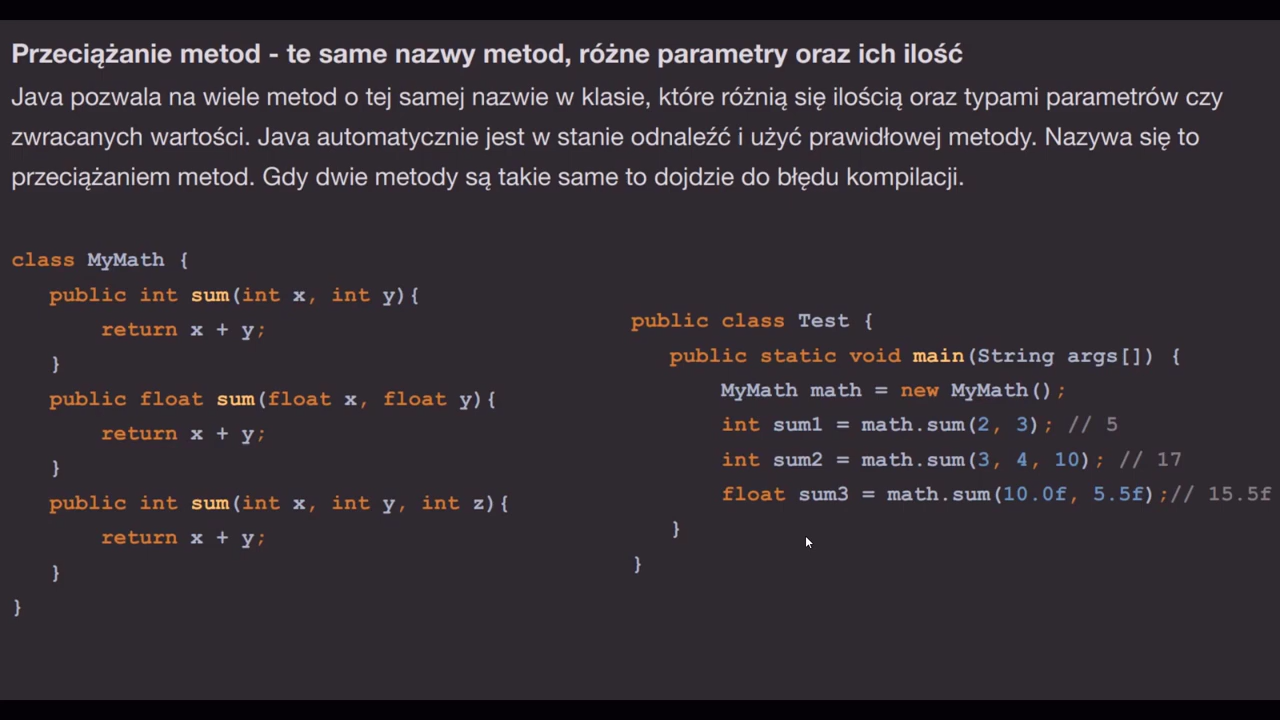 Przeciążanie metod - te same nazwy metod, różne parametry oraz ich ilość
Java pozwala na wiele metod o tej samej nazwie w klasie, które różnią się ilością oraz typami parametrów czy
zwracanych wartości. Java automatycznie jest w stanie odnaleźć i użyć prawidłowej metody. Nazywa się to
przeciążaniem metod. Gdy dwie metody są takie same to dojdzie do błędu kompilacji.
class MyMath {
public int sum(int x, int y){
return x + y;
}
public float sum(float x, float y){
return x + y;
}
public int sum(int x, int y, int z){
return x + y;
}
}
public class Test {
public static void main(String args[]) {
MyMath math = new MyMath();
int sum1 = math.sum(2, 3); // 5
int sum2 = math.sum(3, 4, 10); // 17
float sum3 = math.sum(10.0f, 5.5f);// 15.5f
}
}